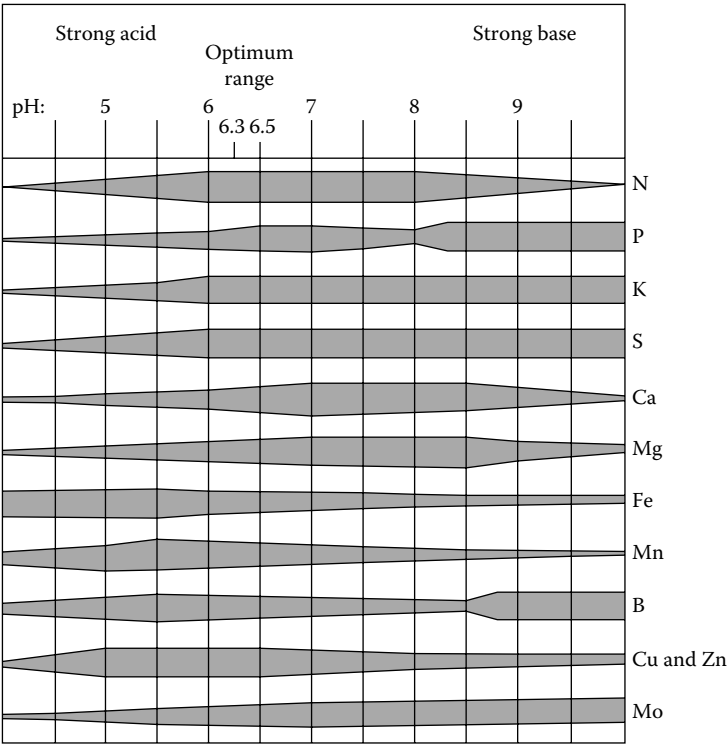 Strong acid
Strong base
Optimum
range
pH: 5 6 7 8 9
6.3 6.5
N
P
K
S
Ca
Mg
Fe
Mn
B
Cu and Zn
Mo